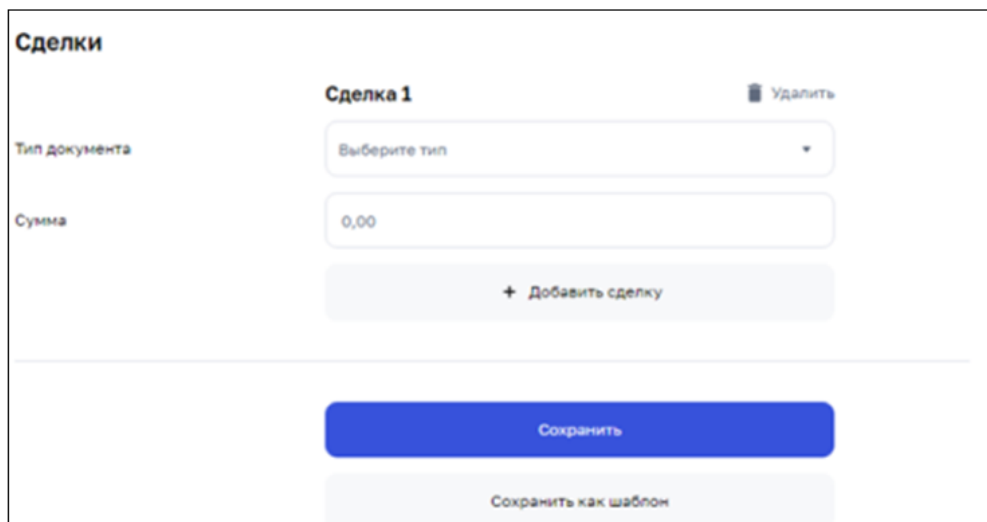 Сделки
Сделка 1 Удалить
Тип документа Выберите тип
Сумма 0,00
+ Добавить сделку
Сохранить
Сохранить как шаблон